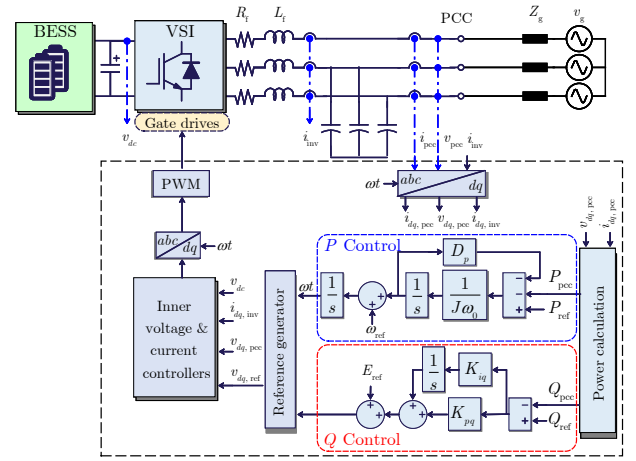 BESS
VSI
R_f
L_f
PCC
Z_g
v_g
+
Gate drives
v_dc
i_inv
i_pcc
v_pcc
i_inv
PWM
ωt
abc
dq
i_dq, pcc
v_dq, pcc
i_dq, inv
v_dq, pcc
i_dq, pcc
abc
dq
ωt
P Control
D_p
v_dc
i_dq, inv
v_dq, pcc
v_dq, ref
Inner
voltage &
current
controllers
Reference generator
ωt
1
s
+
+
ω_ref
1
s
1
Jω_0
−
−
+
P_pcc
P_ref
Power calculation
E_ref
1
s
K_iq
K_pq
+
+
+
+
−
+
Q_pcc
Q_ref
Q Control